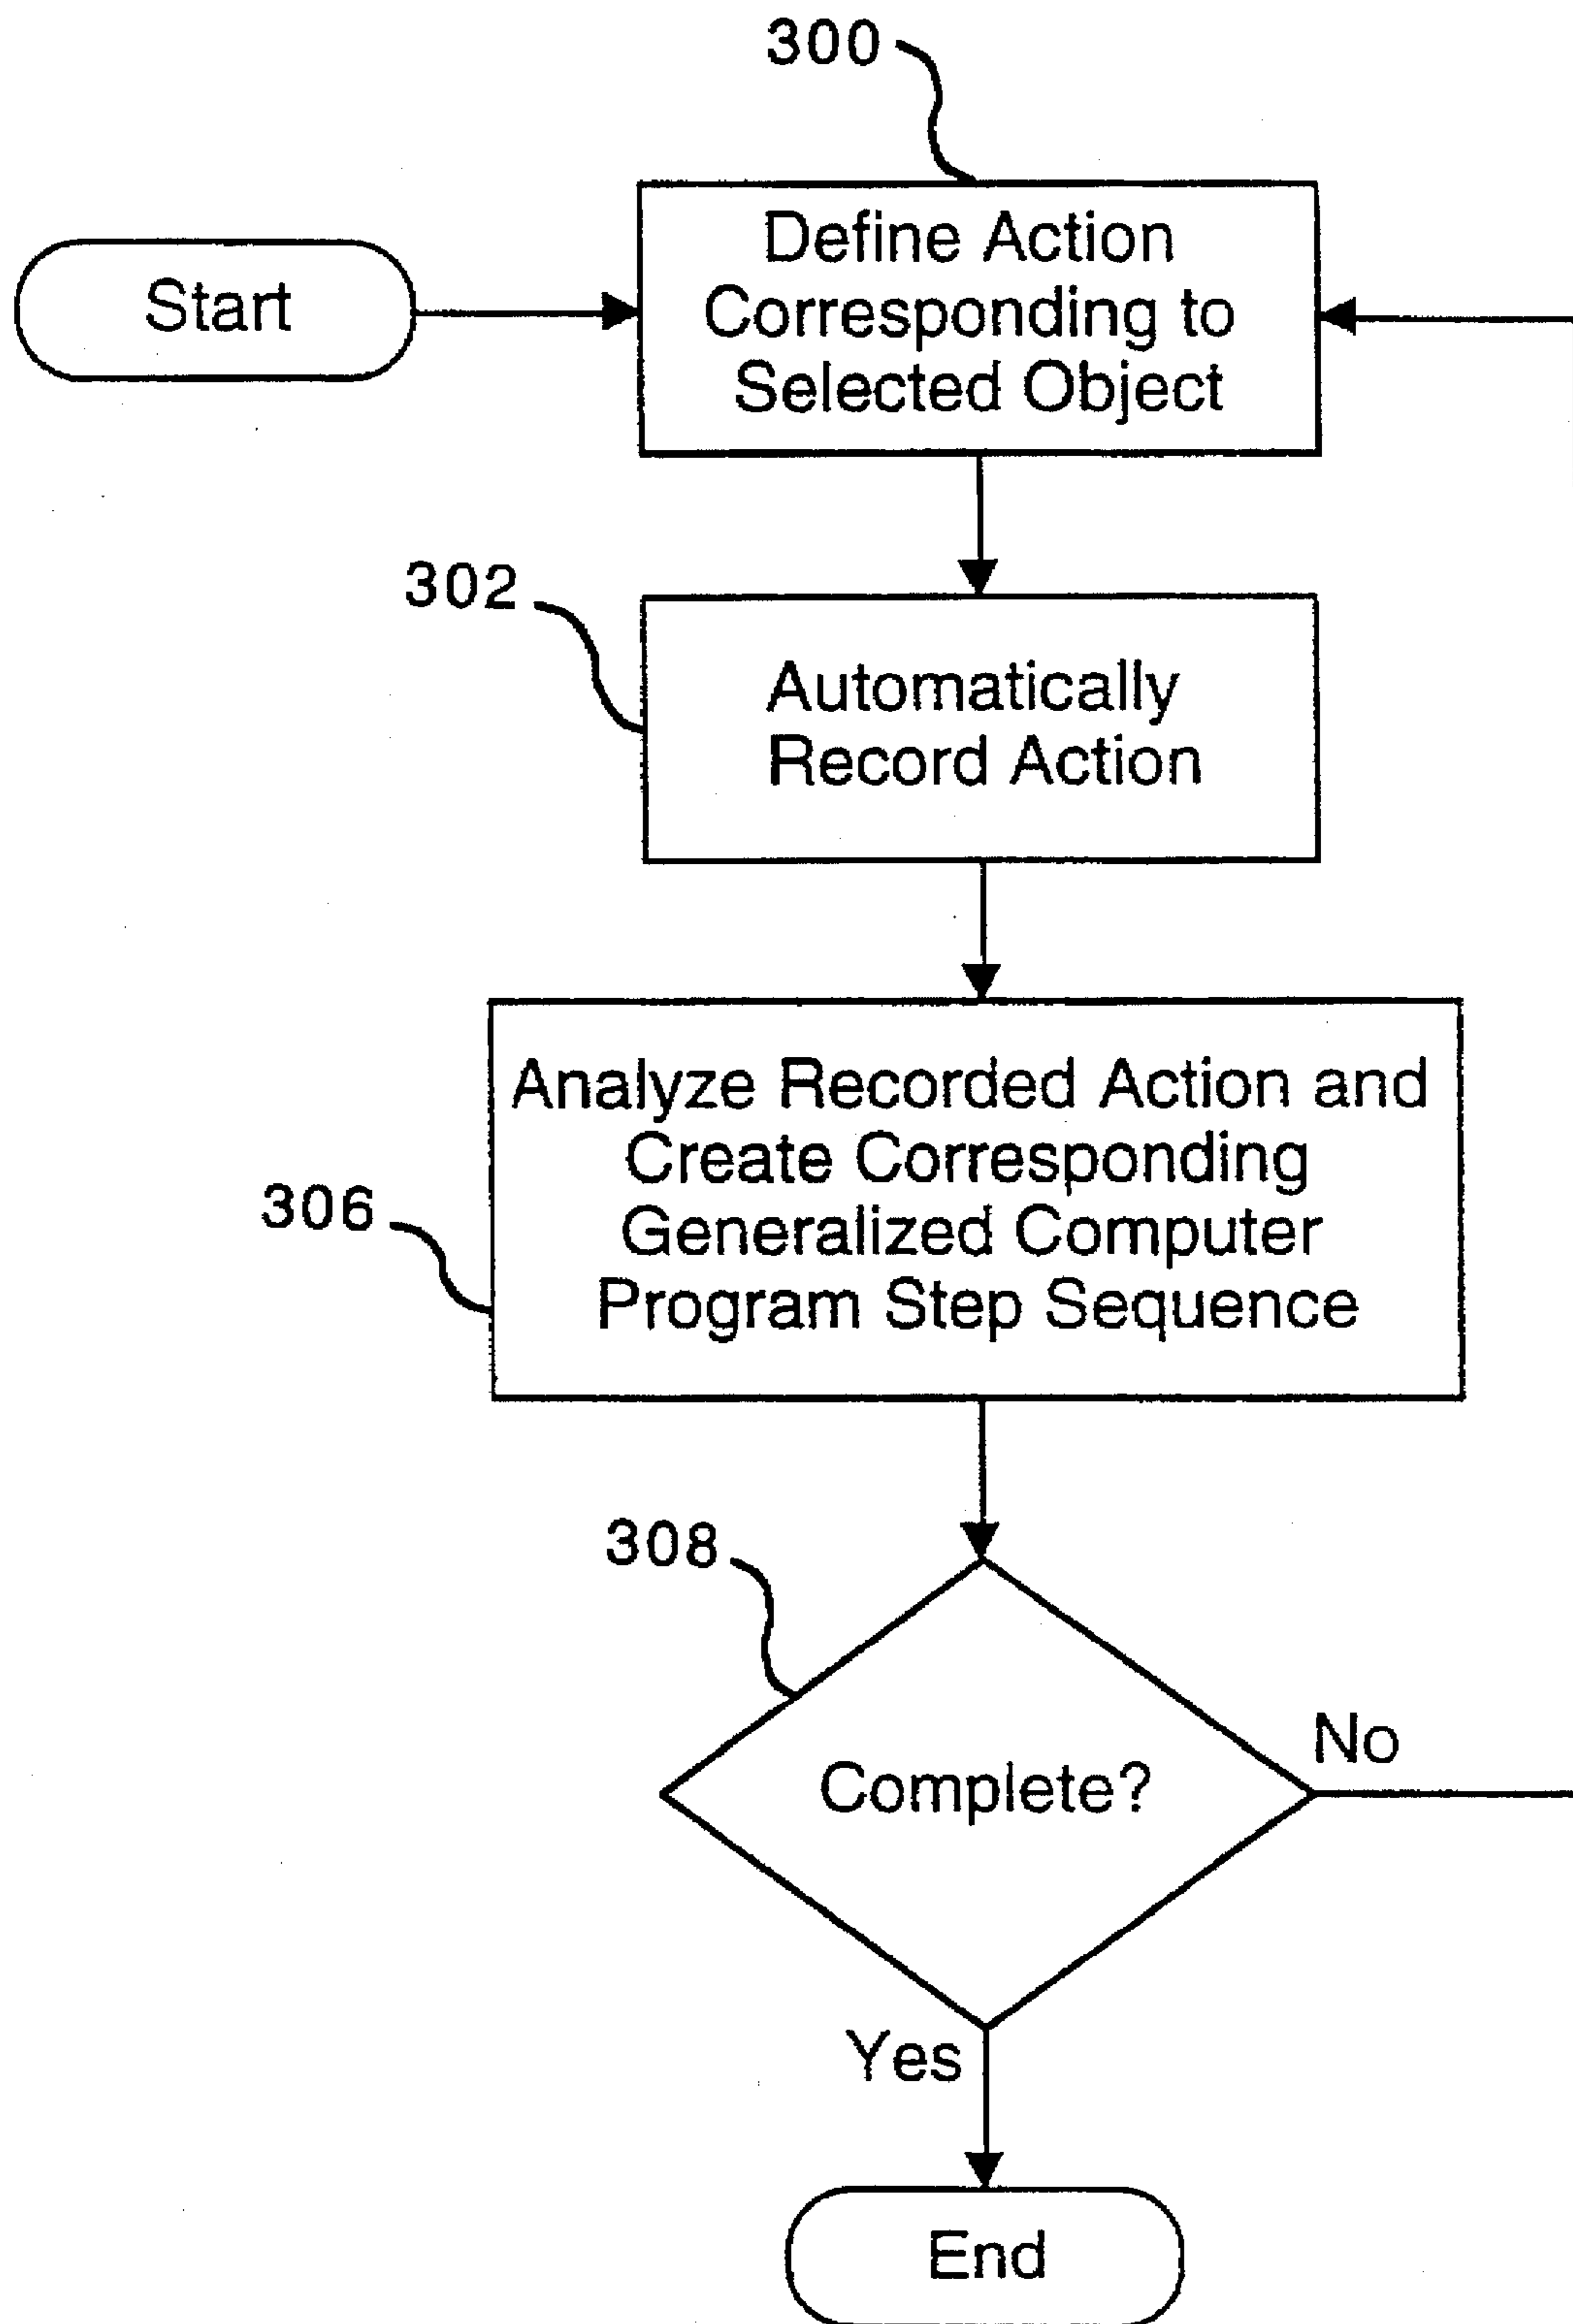 300
Start
Define Action
Corresponding to
Selected Object
302
Automatically
Record Action
306
Analyze Recorded Action and
Create Corresponding
Generalized Computer
Program Step Sequence
308
Complete?
No
Yes
End